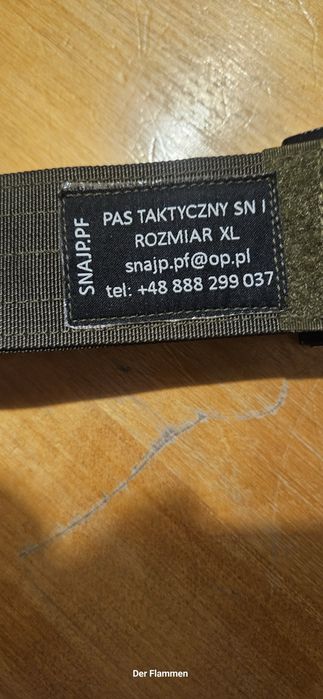 SNAJP.PF
PAS TAKTYCZNY SN I
ROZMIAR XL
snajp.pf@op.pl
tel: +48 888 299 037
Der Flammen